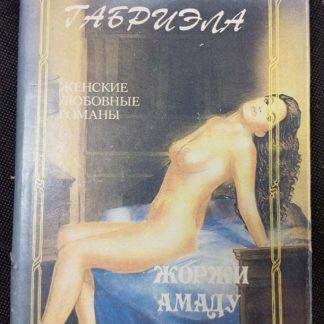 ГАБРИЭЛА
ЖЕНСКИЕ
ЛЮБОВНЫЕ
РОМАНЫ
ЖОРЖИ
АМАДУ